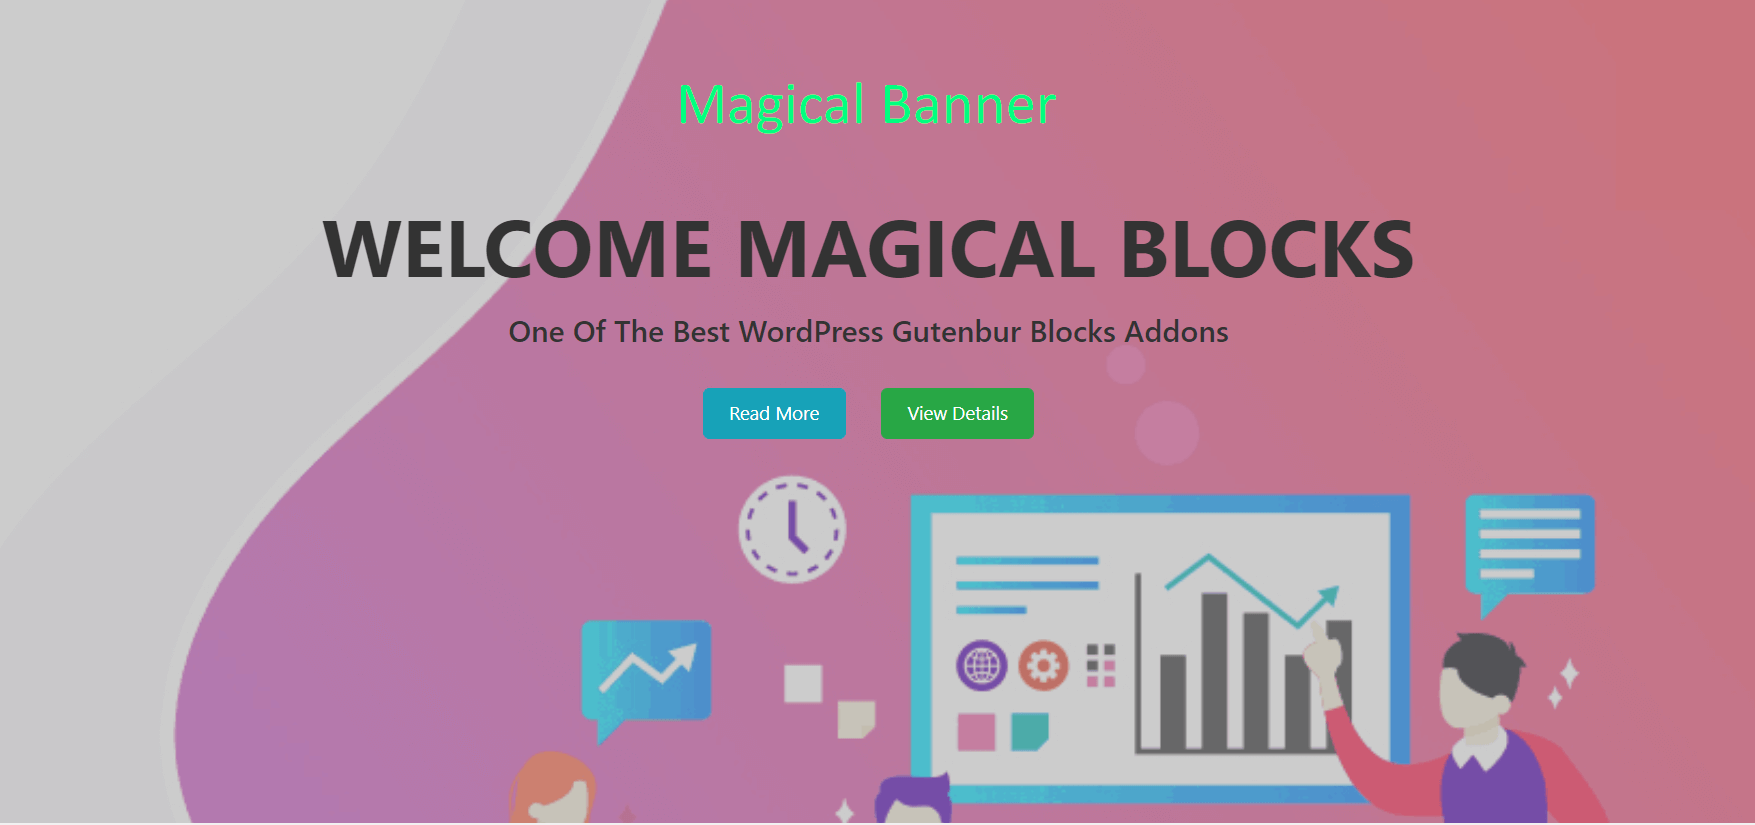 Magical Banner
WELCOME MAGICAL BLOCKS
One Of The Best WordPress Gutenbur Blocks Addons
Read More
View Details